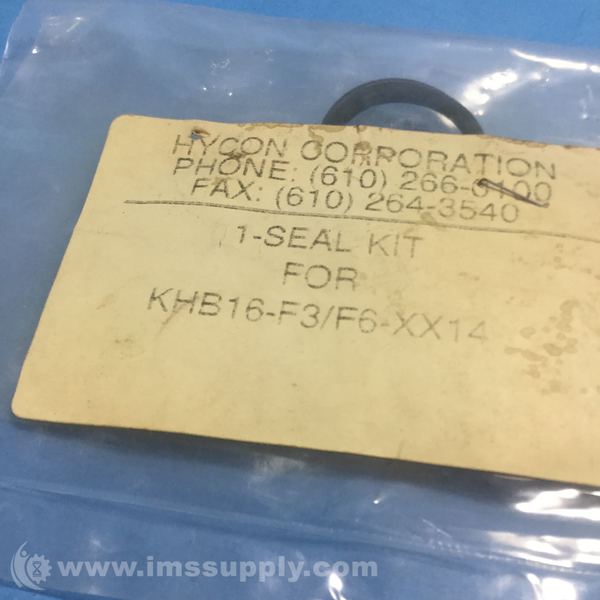 HYCON CORPORATION
PHONE: (610) 266-0100
FAX: (610) 264-3540
1-SEAL KIT
FOR
KHB16-F3/F6-XX14
www.imssupply.com